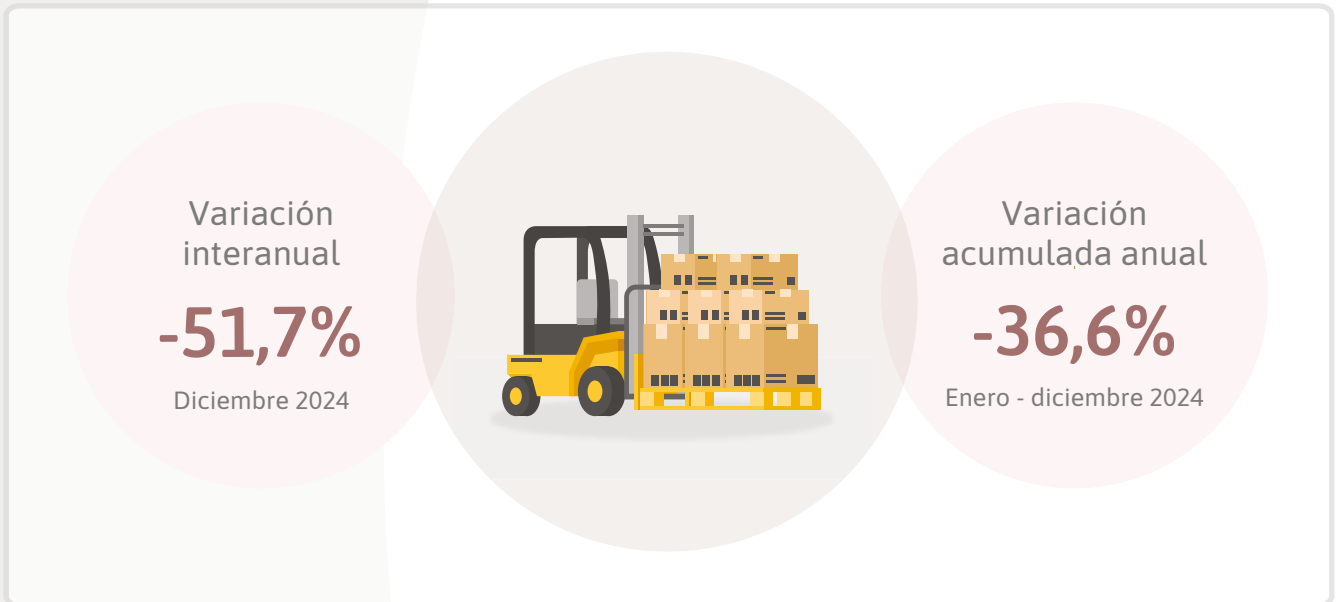 Variación
interanual
-51,7%
Diciembre 2024
Variación
acumulada anual
-36,6%
Enero - diciembre 2024